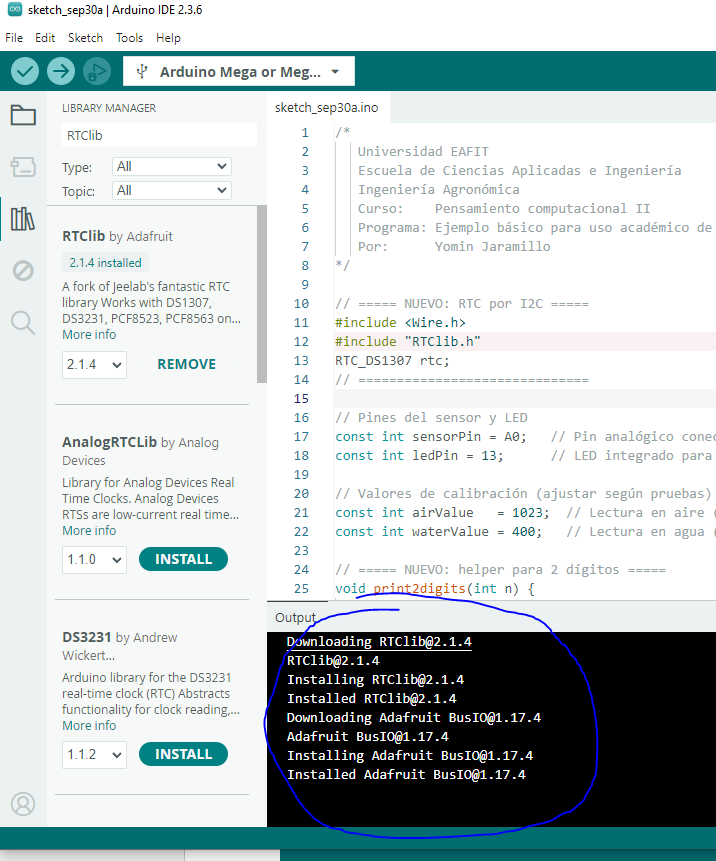 sketch_sep30a | Arduino IDE 2.3.6
File Edit Sketch Tools Help
Arduino Mega or Meg...
LIBRARY MANAGER
RTClib
Type: All
Topic: All
RTClib by Adafruit
2.1.4 installed
A fork of Jeelab's fantastic RTC
library Works with DS1307,
DS3231, PCF8523, PCF8563 on...
More info
2.1.4 REMOVE
AnalogRTCLib by Analog
Devices
Library for Analog Devices Real
Time Clocks. Analog Devices
RTSs are low-current real time...
More info
1.1.0 INSTALL
DS3231 by Andrew
Wickert...
Arduino library for the DS3231
real-time clock (RTC) Abstracts
functionality for clock reading,...
More info
1.1.2 INSTALL
sketch_sep30a.ino
1 /*
2 Universidad EAFIT
3 Escuela de Ciencias Aplicadas e Ingeniería
4 Ingeniería Agronómica
5 Curso: Pensamiento computacional II
6 Programa: Ejemplo básico para uso académico de
7 Por: Yomin Jaramillo
8 */
9
10 // ===== NUEVO: RTC por I2C =====
11 #include <Wire.h>
12 #include "RTClib.h"
13 RTC_DS1307 rtc;
14 // ==============================
15
16 // Pines del sensor y LED
17 const int sensorPin = A0; // Pin analógico conec
18 const int ledPin = 13; // LED integrado para
19
20 // Valores de calibración (ajustar según pruebas)
21 const int airValue = 1023; // Lectura en aire (
22 const int waterValue = 400; // Lectura en agua (
23
24 // ===== NUEVO: helper para 2 dígitos =====
25 void print2digits(int n) {
Output
Downloading RTClib@2.1.4
RTClib@2.1.4
Installing RTClib@2.1.4
Installed RTClib@2.1.4
Downloading Adafruit BusIO@1.17.4
Adafruit BusIO@1.17.4
Installing Adafruit BusIO@1.17.4
Installed Adafruit BusIO@1.17.4